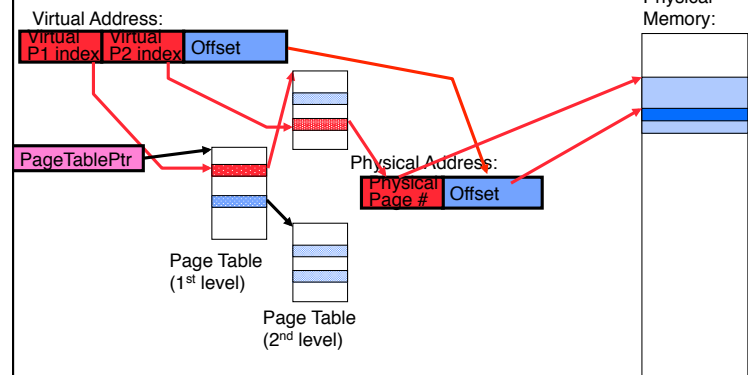 Physical
Virtual Address:
Memory:
Virtual
P1 index
Virtual
P2 index
Offset
PageTablePtr
Physical Address:
Physical
Page #
Offset
Page Table
(1st level)
Page Table
(2nd level)